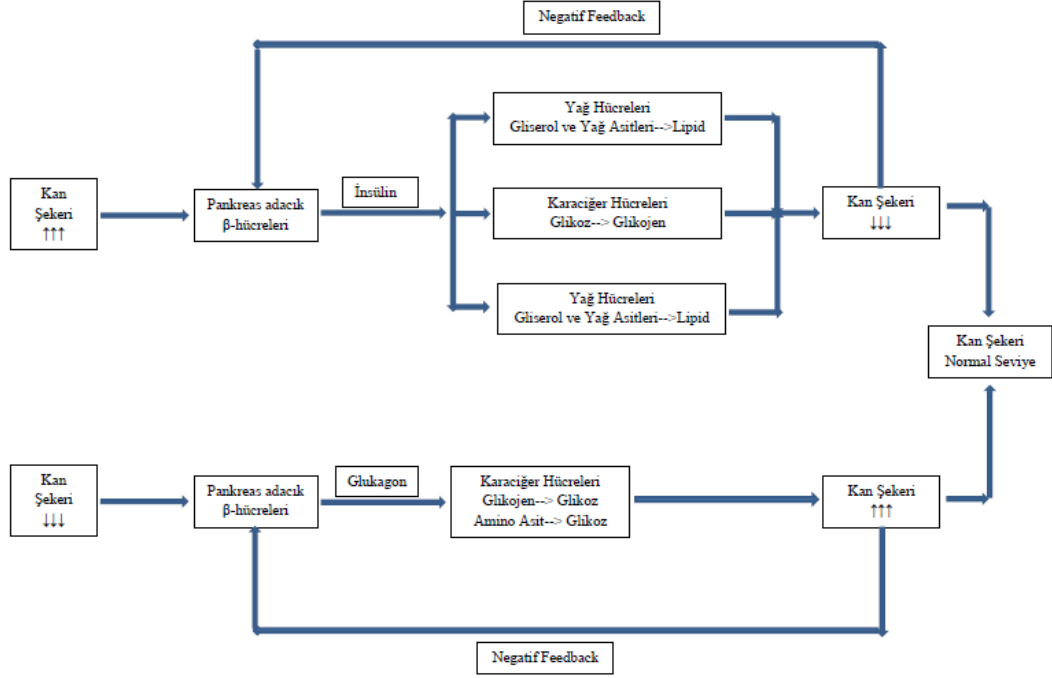 Negatif Feedback
Yağ Hücreleri
Gliserol ve Yağ Asitleri-->Lipid
Kan
Şekeri
↑↑↑
Pankreas adacık
β-hücreleri
İnsülin
Karaciğer Hücreleri
Glikoz--> Glikojen
Kan Şekeri
↓↓↓
Yağ Hücreleri
Gliserol ve Yağ Asitleri-->Lipid
Kan Şekeri
Normal Seviye
Kan
Şekeri
↓↓↓
Pankreas adacık
β-hücreleri
Glukagon
Karaciğer Hücreleri
Glikojen--> Glikoz
Amino Asit--> Glikoz
Kan Şekeri
↑↑↑
Negatif Feedback